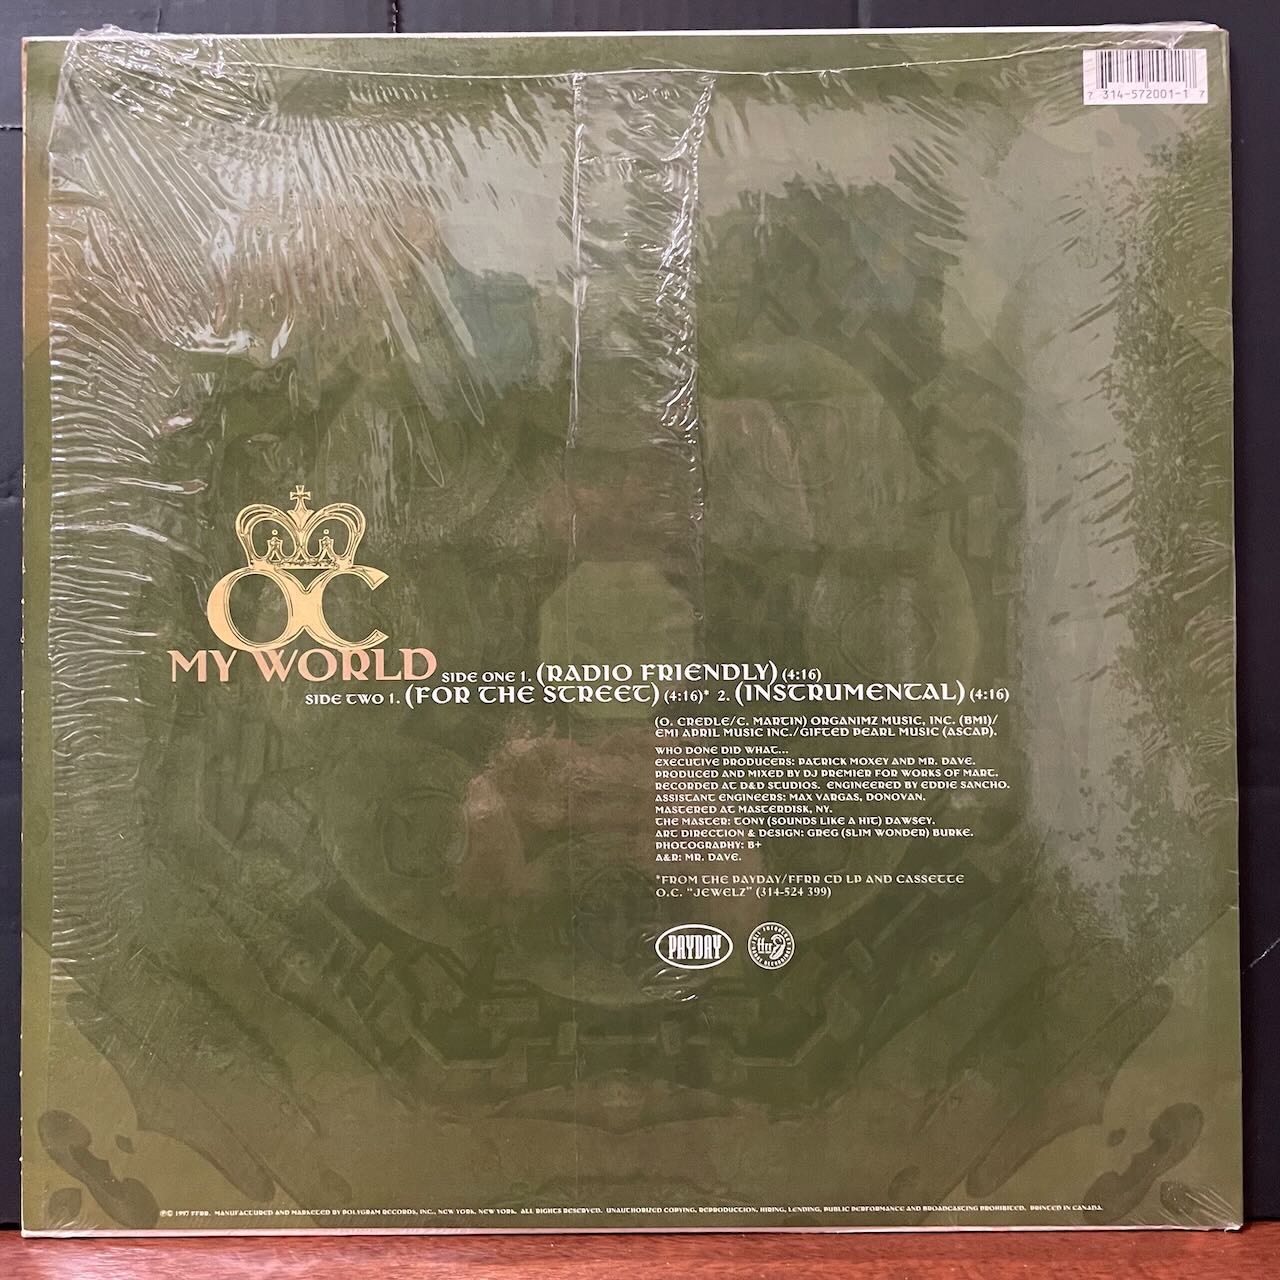 7 314-572001-1 7
OC
MY WORLD SIDE ONE 1. (RADIO FRIENDLY) (4:16)
SIDE TWO 1. (FOR THE STREET) (4:16)* 2. (INSTRUMENTAL) (4:16)
(O. CREDLE/C. MARTIN) ORGANIMZ MUSIC, INC. (BMI)/
EMI APRIL MUSIC INC./GIFTED PEARL MUSIC (ASCAP).
WHO DONE DID WHAT...
EXECUTIVE PRODUCERS: PATRICK MOXEY AND MR. DAVE.
PRODUCED AND MIXED BY DJ PREMIER FOR WORKS OF MART.
RECORDED AT D&D STUDIOS. ENGINEERED BY EDDIE SANCHO.
ASSISTANT ENGINEERS: MAX VARGAS, DONOVAN.
MASTERED AT MASTERDISK, NY.
THE MASTER: TONY (SOUNDS LIKE A HIT) DAWSEY.
ART DIRECTION & DESIGN: GREG (SLIM WONDER) BURKE.
PHOTOGRAPHY: B+
A&R: MR. DAVE.
*FROM THE PAYDAY/FFRR CD LP AND CASSETTE
O.C. "JEWELZ" (314-524 399)
PAYDAY
ffrr
℗© 1997 FFRR. MANUFACTURED AND MARKETED BY POLYGRAM RECORDS, INC., NEW YORK, NEW YORK. ALL RIGHTS RESERVED. UNAUTHORIZED COPYING, REPRODUCTION, HIRING, LENDING, PUBLIC PERFORMANCE AND BROADCASTING PROHIBITED. PRINTED IN CANADA.